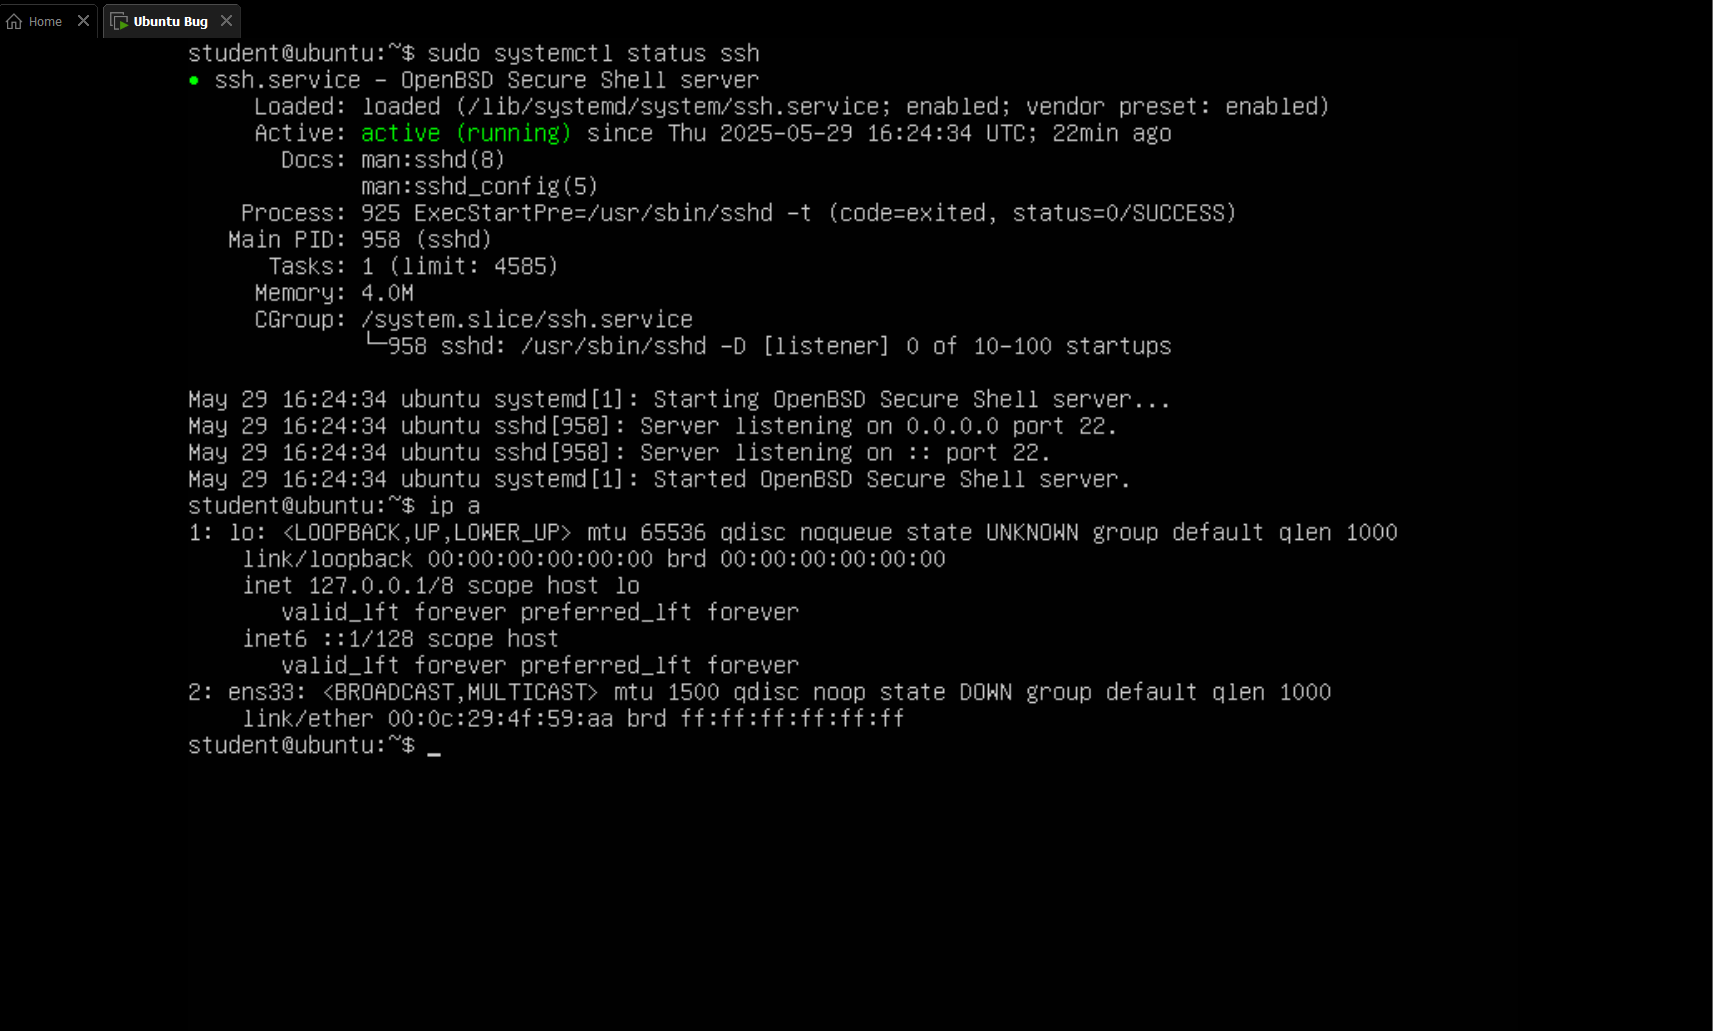 Home
Ubuntu Bug
student@ubuntu:~$ sudo systemctl status ssh
● ssh.service - OpenBSD Secure Shell server
Loaded: loaded (/lib/systemd/system/ssh.service; enabled; vendor preset: enabled)
Active: active (running) since Thu 2025-05-29 16:24:34 UTC; 22min ago
Docs: man:sshd(8)
man:sshd_config(5)
Process: 925 ExecStartPre=/usr/sbin/sshd -t (code=exited, status=0/SUCCESS)
Main PID: 958 (sshd)
Tasks: 1 (limit: 4585)
Memory: 4.0M
CGroup: /system.slice/ssh.service
└─958 sshd: /usr/sbin/sshd -D [listener] 0 of 10-100 startups
May 29 16:24:34 ubuntu systemd[1]: Starting OpenBSD Secure Shell server...
May 29 16:24:34 ubuntu sshd[958]: Server listening on 0.0.0.0 port 22.
May 29 16:24:34 ubuntu sshd[958]: Server listening on :: port 22.
May 29 16:24:34 ubuntu systemd[1]: Started OpenBSD Secure Shell server.
student@ubuntu:~$ ip a
1: lo: <LOOPBACK,UP,LOWER_UP> mtu 65536 qdisc noqueue state UNKNOWN group default qlen 1000
link/loopback 00:00:00:00:00:00 brd 00:00:00:00:00:00
inet 127.0.0.1/8 scope host lo
valid_lft forever preferred_lft forever
inet6 ::1/128 scope host
valid_lft forever preferred_lft forever
2: ens33: <BROADCAST,MULTICAST> mtu 1500 qdisc noop state DOWN group default qlen 1000
link/ether 00:0c:29:4f:59:aa brd ff:ff:ff:ff:ff:ff
student@ubuntu:~$ _